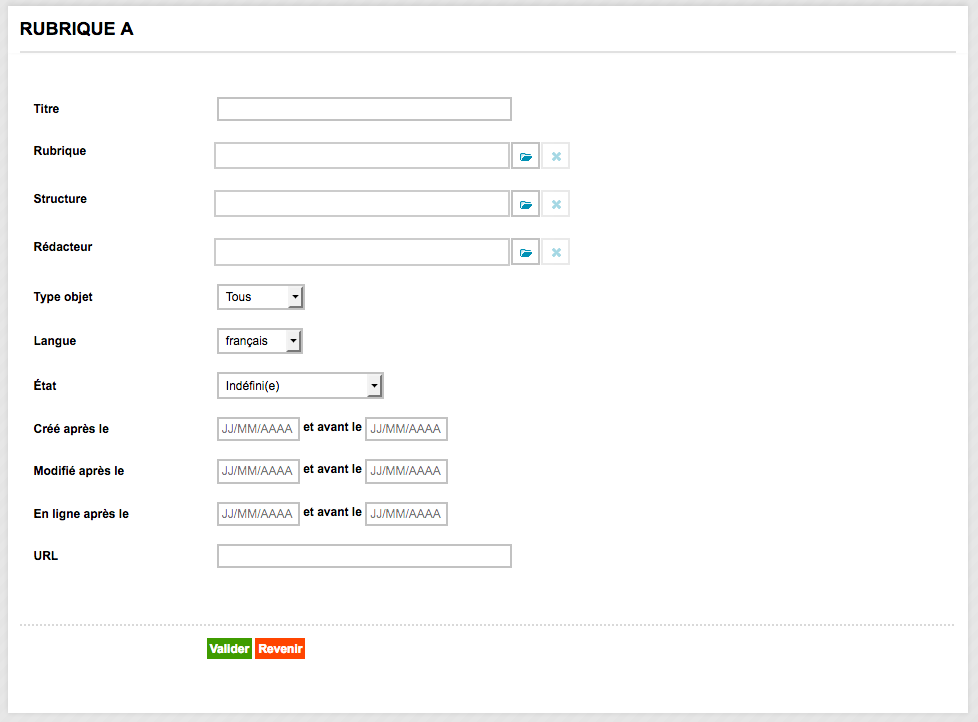 RUBRIQUE A
Titre
Rubrique
Structure
Rédacteur
Type objet Tous
Langue français
État Indéfini(e)
Créé après le JJ/MM/AAAA et avant le JJ/MM/AAAA
Modifié après le JJ/MM/AAAA et avant le JJ/MM/AAAA
En ligne après le JJ/MM/AAAA et avant le JJ/MM/AAAA
URL
Valider Revenir